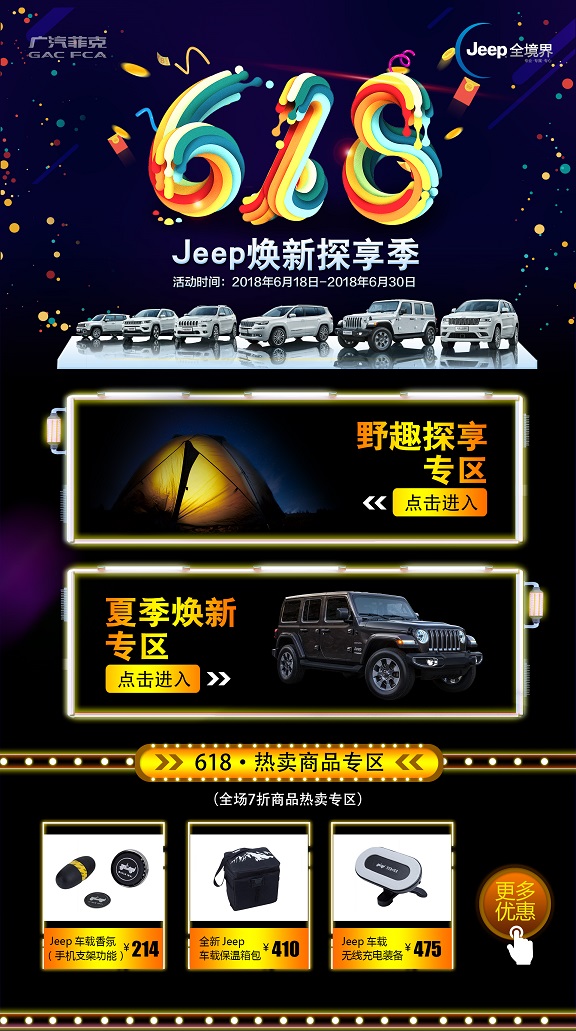 广汽菲克
GAC FCA
Jeep全境界
618
Jeep焕新探享季
活动时间：2018年6月18日-2018年6月30日
野趣探享
专区
点击进入
夏季焕新
专区
点击进入
618·热卖商品专区
（全场7折商品热卖专区）
Jeep 车载香氛
（手机支架功能）
¥214
全新 Jeep
车载保温箱包
¥410
Jeep 车载
无线充电装备
¥475
更多
优惠